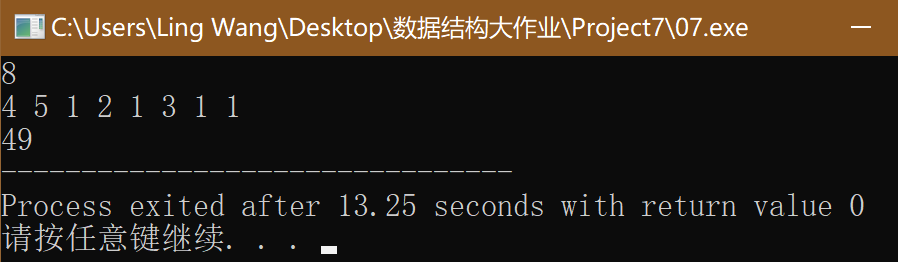 C:\Users\Ling Wang\Desktop\数据结构大作业\Project7\07.exe
8
4 5 1 2 1 3 1 1
49
--------------------------------
Process exited after 13.25 seconds with return value 0
请按任意键继续. . .